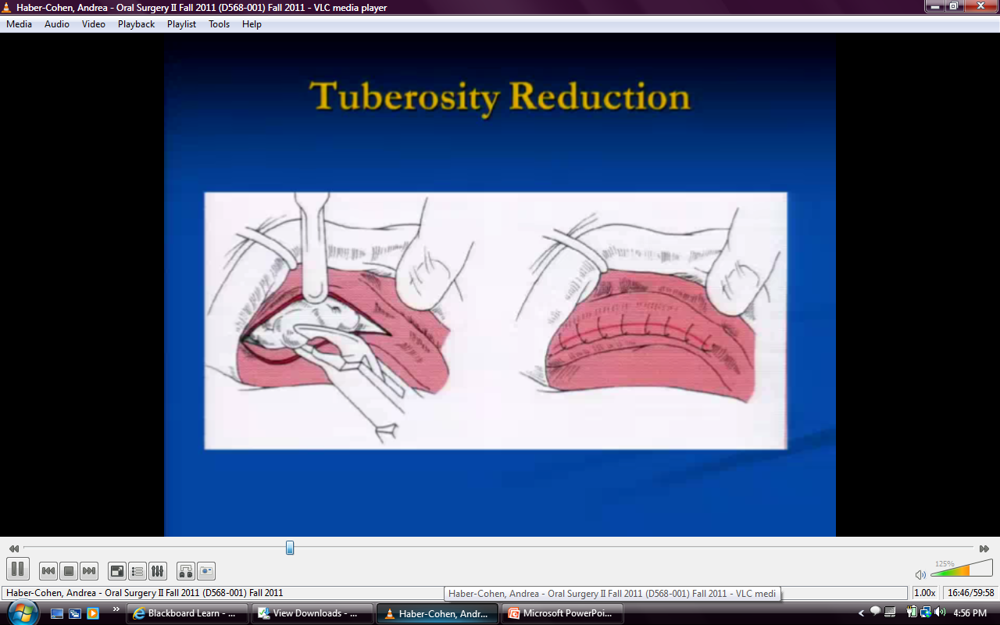 Haber-Cohen, Andrea - Oral Surgery II Fall 2011 (D568-001) Fall 2011 - VLC media player
Media Audio Video Playback Playlist Tools Help
Tuberosity Reduction
125%
Haber-Cohen, Andrea - Oral Surgery II Fall 2011 (D568-001) Fall 2011
Haber-Cohen, Andrea - Oral Surgery II Fall 2011 (D568-001) Fall 2011 - VLC medi
1.00x
16:46/59:58
Blackboard Learn - ...
View Downloads - ...
Haber-Cohen, Andr...
Microsoft PowerPoi...
4:56 PM